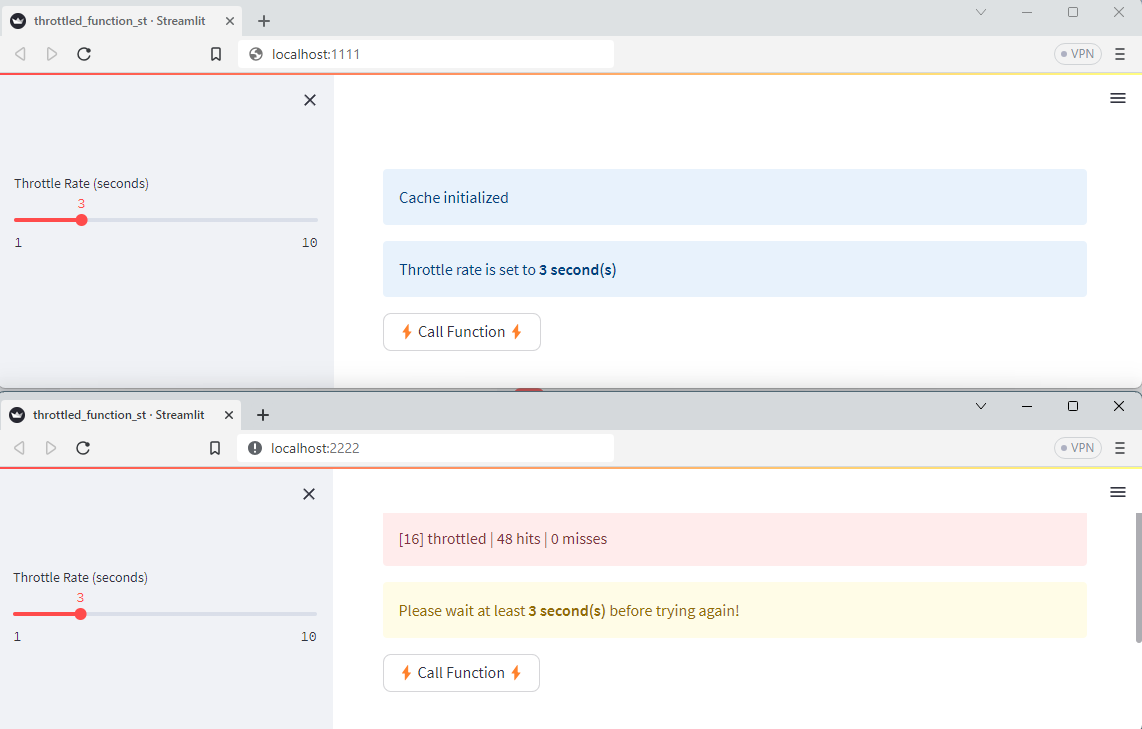 throttled_function_st · Streamlit
localhost:1111
VPN
Throttle Rate (seconds)
3
1 10
Cache initialized
Throttle rate is set to 3 second(s)
⚡ Call Function ⚡
throttled_function_st · Streamlit
localhost:2222
VPN
Throttle Rate (seconds)
3
1 10
[16] throttled | 48 hits | 0 misses
Please wait at least 3 second(s) before trying again!
⚡ Call Function ⚡